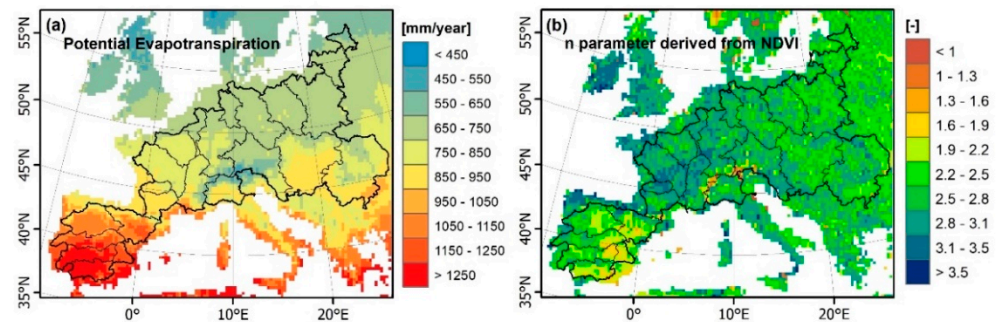 (a)
Potential Evapotranspiration
[mm/year]
< 450
450 - 550
550 - 650
650 - 750
750 - 850
850 - 950
950 - 1050
1050 - 1150
1150 - 1250
> 1250
55°N
50°N
45°N
40°N
35°N
0°
10°E
20°E
(b)
n parameter derived from NDVI
[-]
< 1
1 - 1.3
1.3 - 1.6
1.6 - 1.9
1.9 - 2.2
2.2 - 2.5
2.5 - 2.8
2.8 - 3.1
3.1 - 3.5
> 3.5
55°N
50°N
45°N
40°N
35°N
0°
10°E
20°E